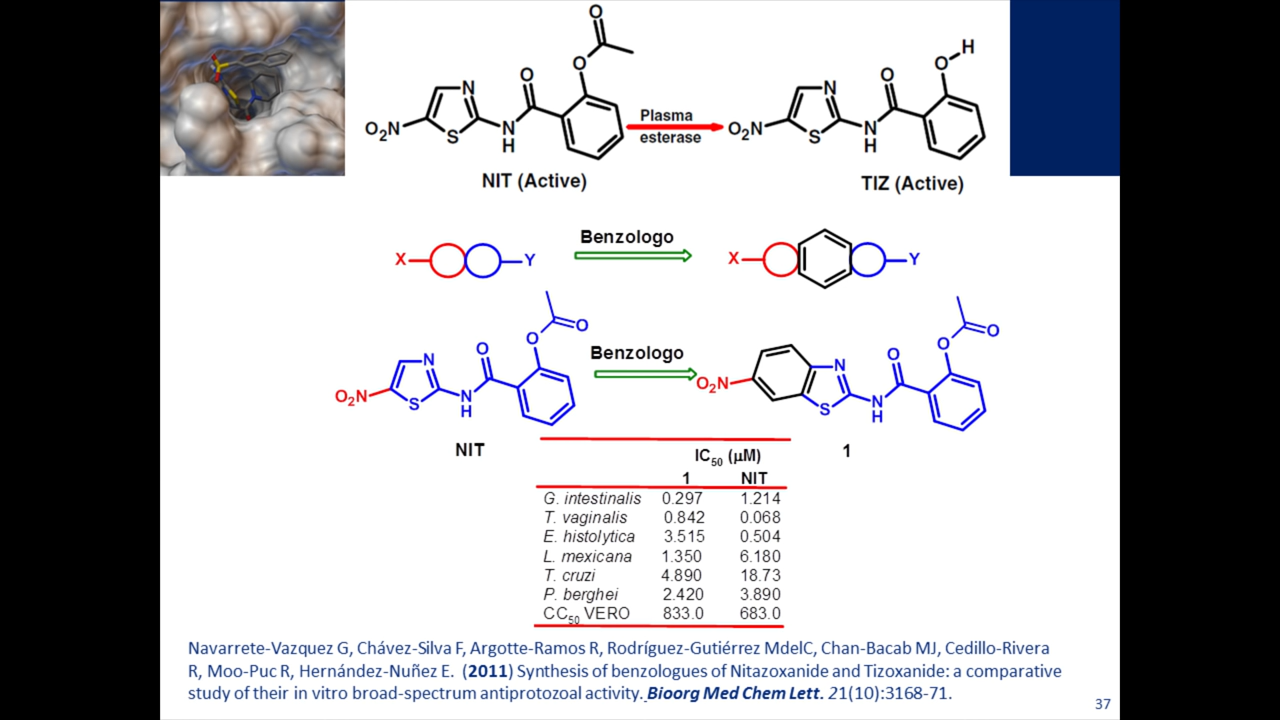 O
O
O
N
O₂N
S
N
H
NIT (Active)
Plasma
esterase
H
O
O
N
O₂N
S
N
H
TIZ (Active)
X
Y
Benzologo
X
Y
O
O
O
N
O₂N
S
N
H
NIT
Benzologo
O
O
O
N
O₂N
S
N
H
1
IC₅₀ (μM)
1 NIT
G. intestinalis 0.297 1.214
T. vaginalis 0.842 0.068
E. histolytica 3.515 0.504
L. mexicana 1.350 6.180
T. cruzi 4.890 18.73
P. berghei 2.420 3.890
CC₅₀ VERO 833.0 683.0
Navarrete-Vazquez G, Chávez-Silva F, Argotte-Ramos R, Rodríguez-Gutiérrez MdelC, Chan-Bacab MJ, Cedillo-Rivera
R, Moo-Puc R, Hernández-Nuñez E. (2011) Synthesis of benzologues of Nitazoxanide and Tizoxanide: a comparative
study of their in vitro broad-spectrum antiprotozoal activity. Bioorg Med Chem Lett. 21(10):3168-71.
37